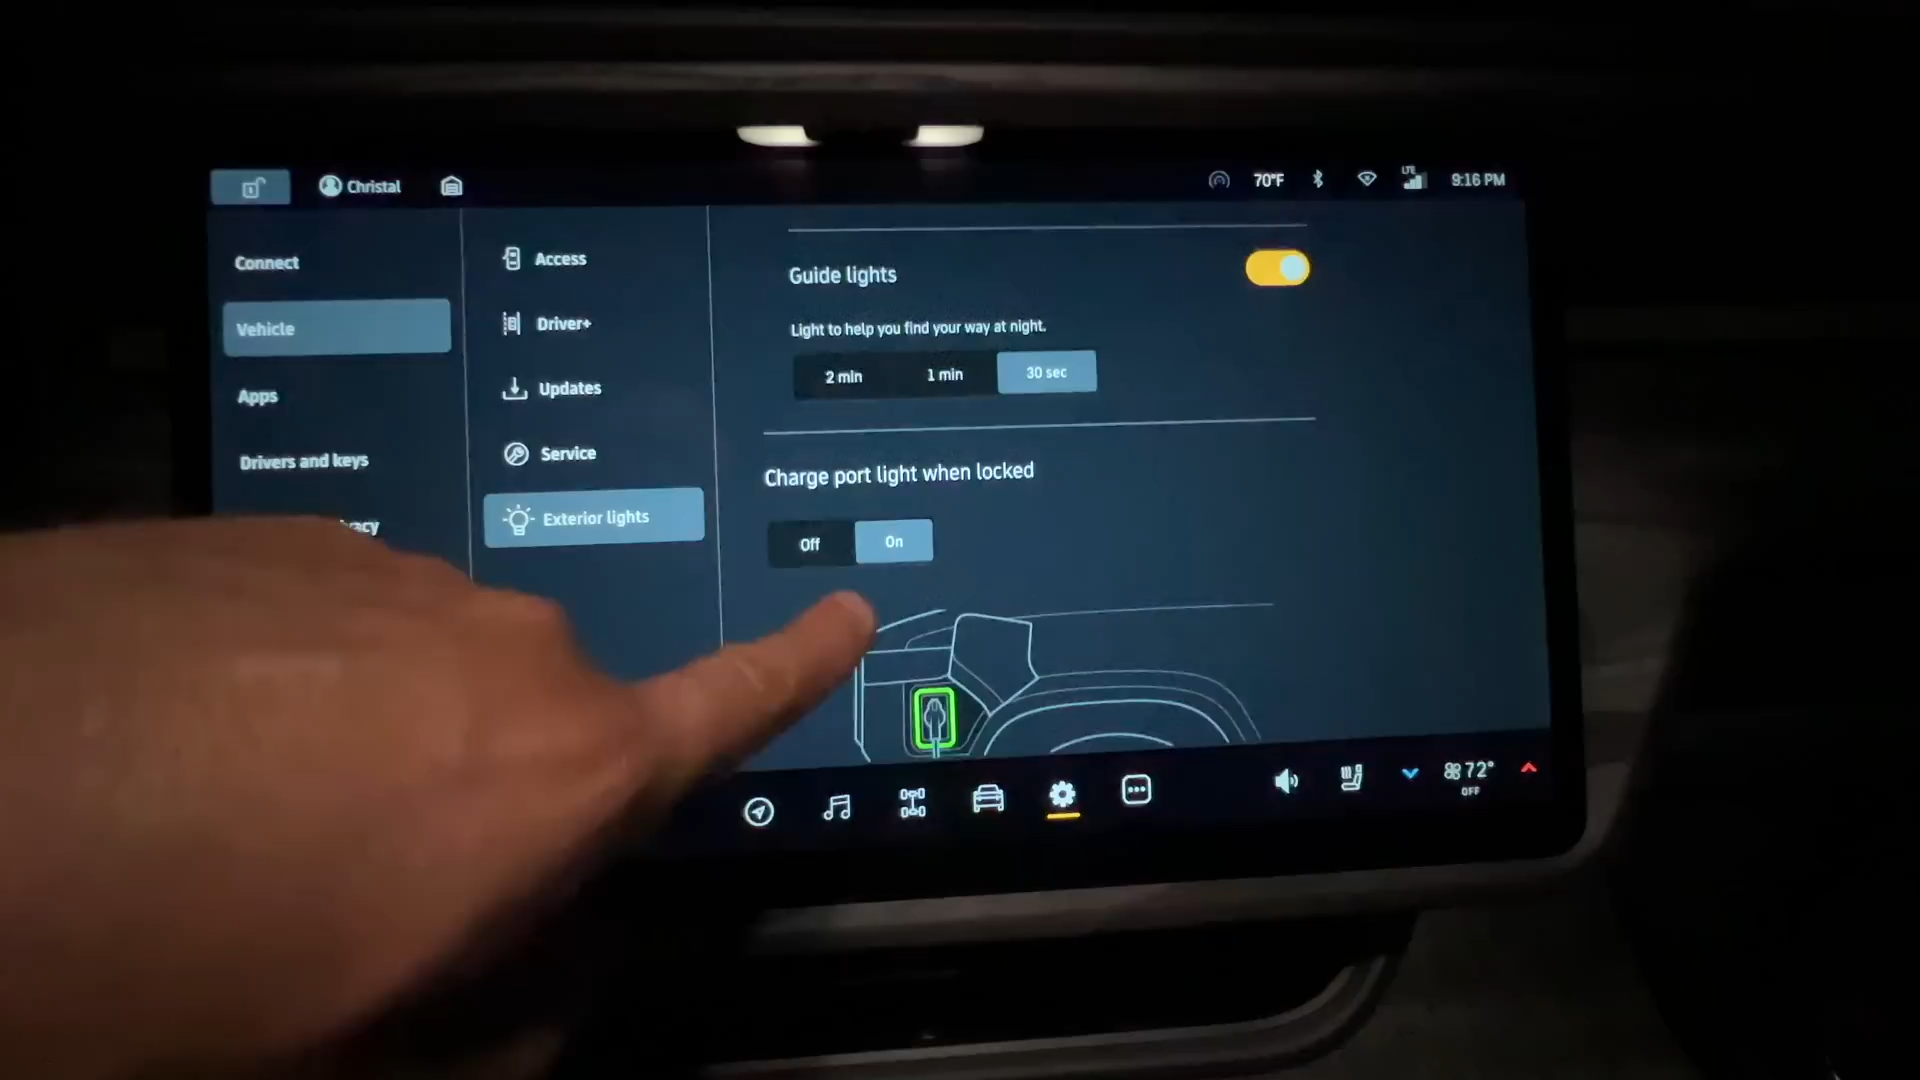 Christal
70°F
LTE
9:16 PM
Connect
Vehicle
Apps
Drivers and keys
Access
Driver+
Updates
Service
Exterior lights
Guide lights
Light to help you find your way at night.
2 min 1 min 30 sec
Charge port light when locked
Off On
72°
OFF